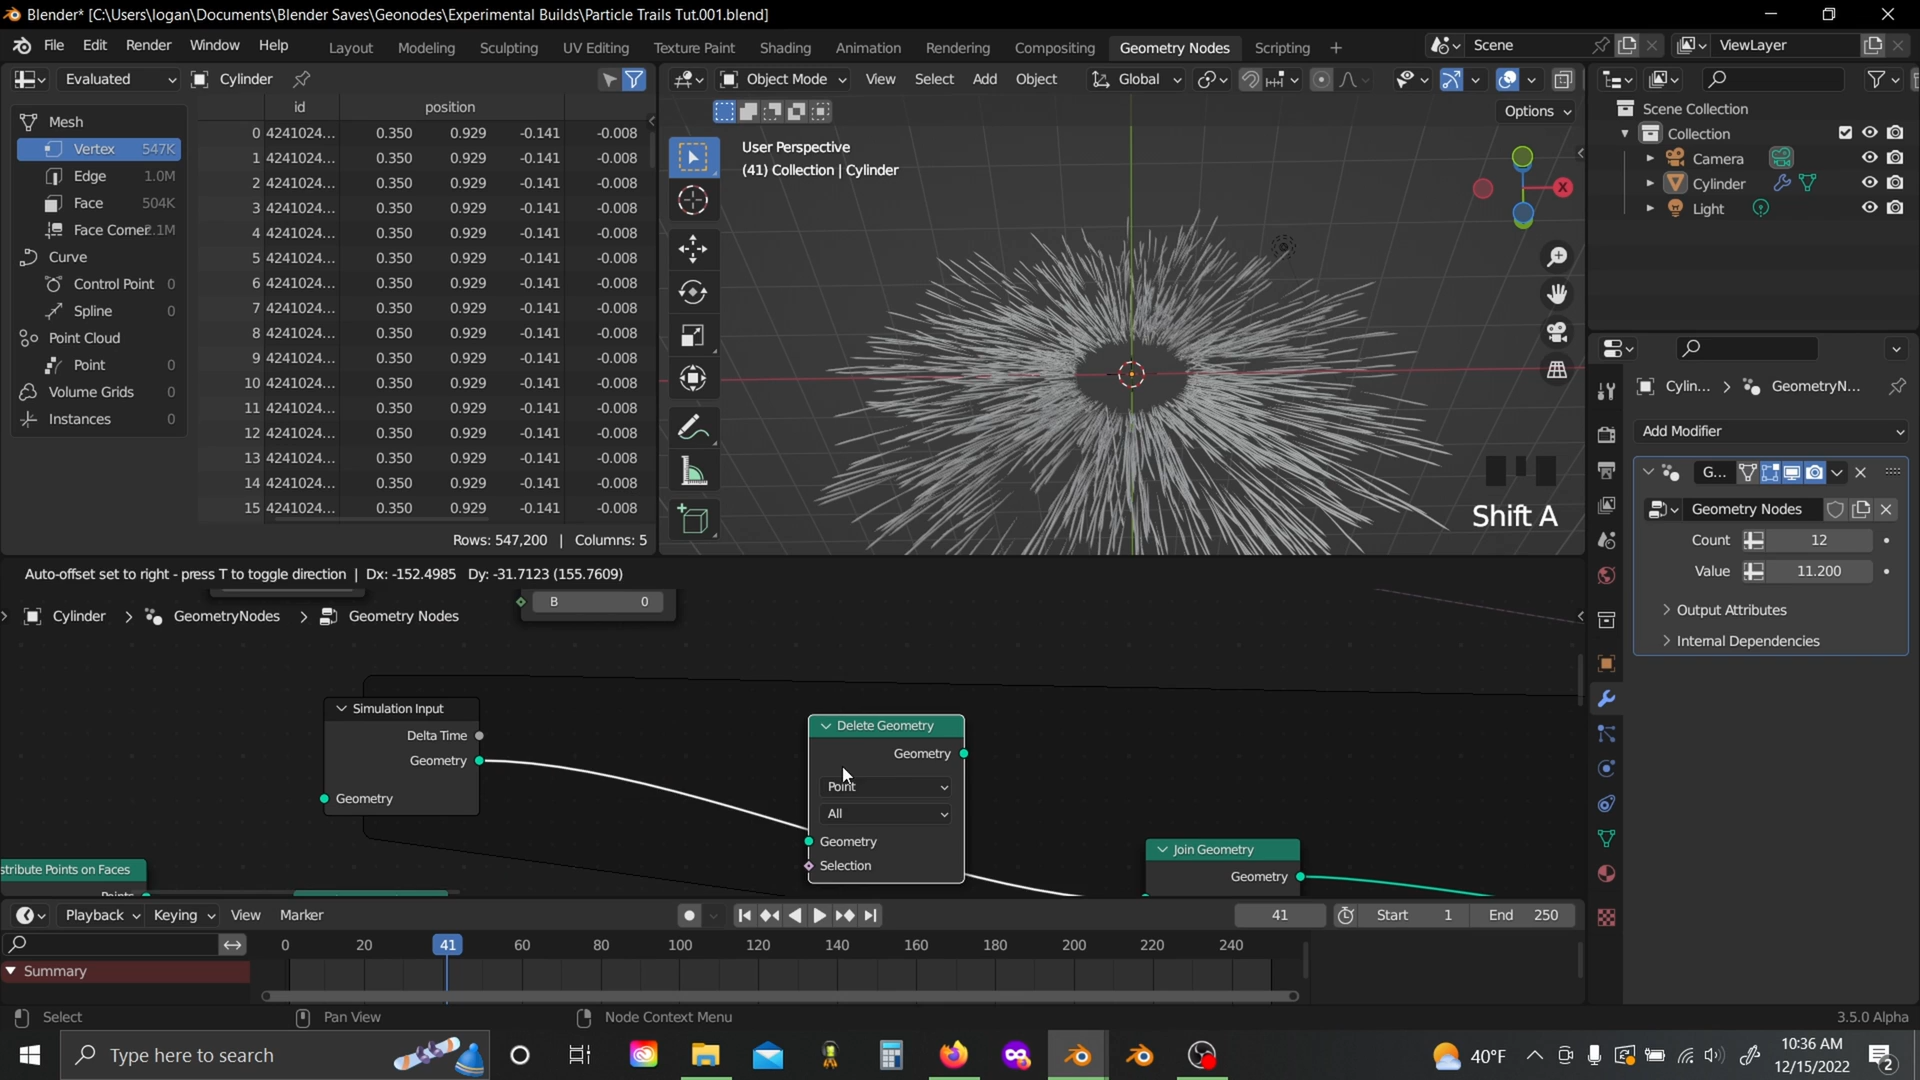 Blender* [C:\Users\logan\Documents\Blender Saves\Geonodes\Experimental Builds\Particle Trails Tut.001.blend]
File Edit Render Window Help Layout Modeling Sculpting UV Editing Texture Paint Shading Animation Rendering Compositing Geometry Nodes Scripting + Scene ViewLayer
Evaluated Cylinder
id position
Mesh
Vertex 547K
Edge 1.0M
Face 504K
Face Corner 2.1M
Curve
Control Point 0
Spline 0
Point Cloud
Point 0
Volume Grids 0
Instances 0
0 4241024... 0.350 0.929 -0.141 -0.008
1 4241024... 0.350 0.929 -0.141 -0.008
2 4241024... 0.350 0.929 -0.141 -0.008
3 4241024... 0.350 0.929 -0.141 -0.008
4 4241024... 0.350 0.929 -0.141 -0.008
5 4241024... 0.350 0.929 -0.141 -0.008
6 4241024... 0.350 0.929 -0.141 -0.008
7 4241024... 0.350 0.929 -0.141 -0.008
8 4241024... 0.350 0.929 -0.141 -0.008
9 4241024... 0.350 0.929 -0.141 -0.008
10 4241024... 0.350 0.929 -0.141 -0.008
11 4241024... 0.350 0.929 -0.141 -0.008
12 4241024... 0.350 0.929 -0.141 -0.008
13 4241024... 0.350 0.929 -0.141 -0.008
14 4241024... 0.350 0.929 -0.141 -0.008
15 4241024... 0.350 0.929 -0.141 -0.008
Rows: 547,200 | Columns: 5
Object Mode View Select Add Object Global
Options
User Perspective
(41) Collection | Cylinder
X
Shift A
Scene Collection
Collection
Camera
Cylinder
Light
Cylin... > GeometryN...
Add Modifier
G...
Geometry Nodes
Count 12
Value 11.200
> Output Attributes
> Internal Dependencies
Auto-offset set to right - press T to toggle direction | Dx: -152.4985 Dy: -31.7123 (155.7609)
> Cylinder > GeometryNodes > Geometry Nodes
B 0
Simulation Input
Delta Time
Geometry
Geometry
Delete Geometry
Geometry
Point
All
Geometry
Selection
Join Geometry
Geometry
stribute Points on Faces
Points
Playback Keying View Marker 41 Start 1 End 250
0 20 41 60 80 100 120 140 160 180 200 220 240
Summary
Select Pan View Node Context Menu 3.5.0 Alpha
Type here to search 40°F 10:36 AM
12/15/2022 2